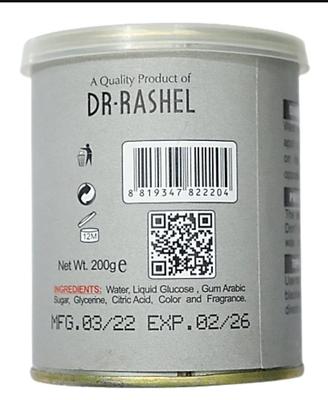 A Quality Product of
DR·RASHEL
8 819347 822204
12M
Net Wt. 200g e
INGREDIENTS: Water, Liquid Glucose , Gum Arabic
Sugar, Glycerine, Citric Acid, Color and Fragrance.
MFG.03/22 EXP.02/26